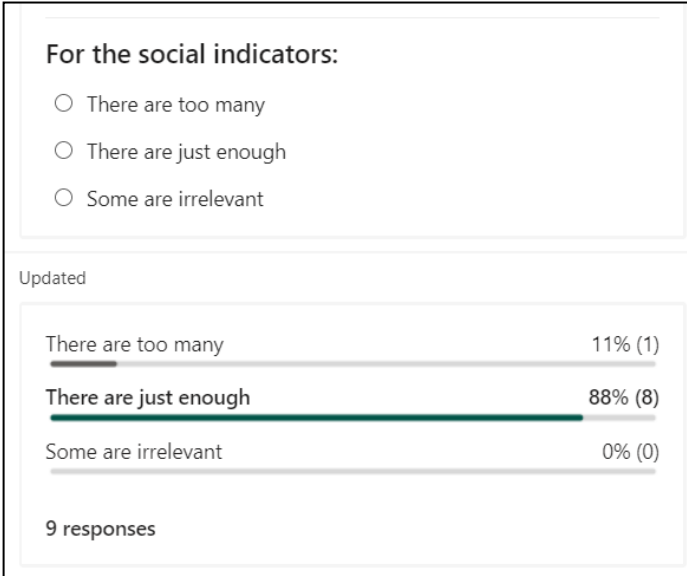 For the social indicators:
There are too many
There are just enough
Some are irrelevant
Updated
There are too many 11% (1)
There are just enough 88% (8)
Some are irrelevant 0% (0)
9 responses